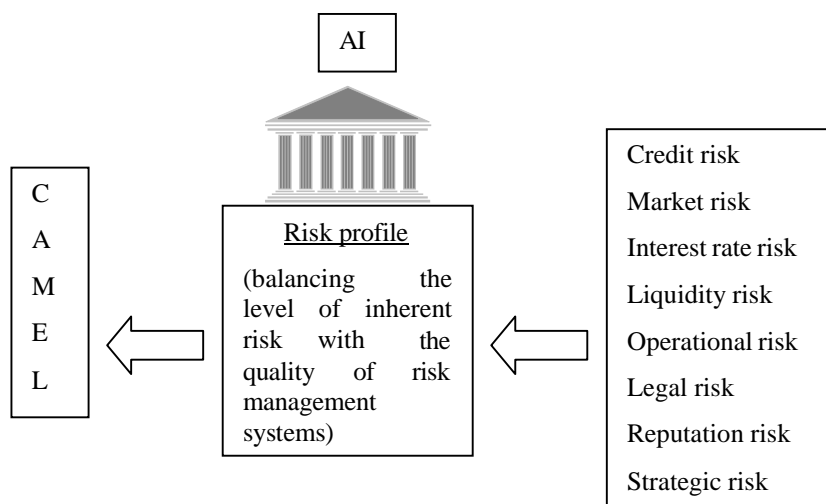 AI
C
A
M
E
L
Risk profile
(balancing the
level of inherent
risk with the
quality of risk
management
systems)
Credit risk
Market risk
Interest rate risk
Liquidity risk
Operational risk
Legal risk
Reputation risk
Strategic risk